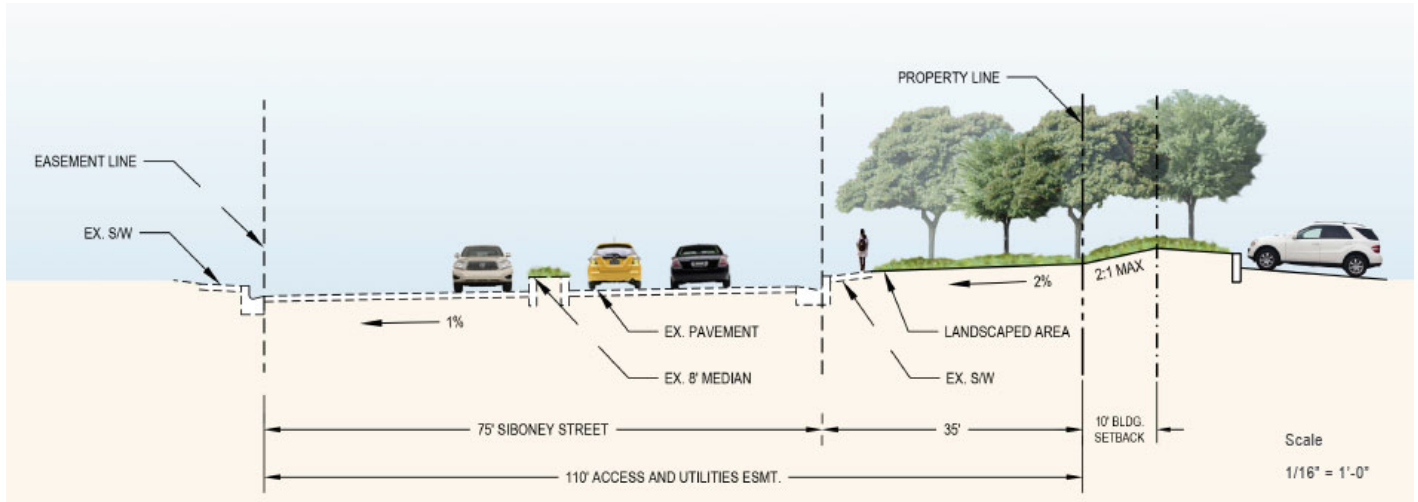 PROPERTY LINE
EASEMENT LINE
EX. S/W
2%
2:1 MAX
1%
EX. PAVEMENT
LANDSCAPED AREA
EX. 8' MEDIAN
EX. S/W
75' SIBONEY STREET
35'
10' BLDG.
SETBACK
110' ACCESS AND UTILITIES ESMT.
Scale
1/16" = 1'-0"